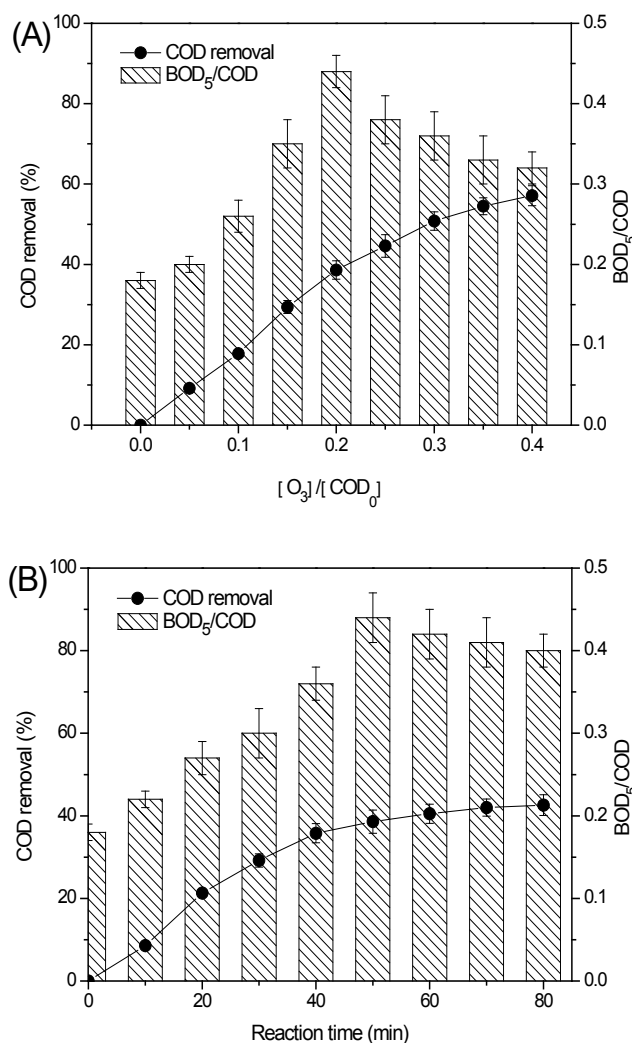 (A)
COD removal
BOD5/COD
COD removal (%)
100
80
60
40
20
0
0.5
0.4
0.3
0.2
0.1
0.0
BOD5/COD
0.0 0.1 0.2 0.3 0.4
[O3]/[COD0]
(B)
COD removal
BOD5/COD
COD removal (%)
100
80
60
40
20
0
0.5
0.4
0.3
0.2
0.1
0.0
BOD5/COD
0 20 40 60 80
Reaction time (min)